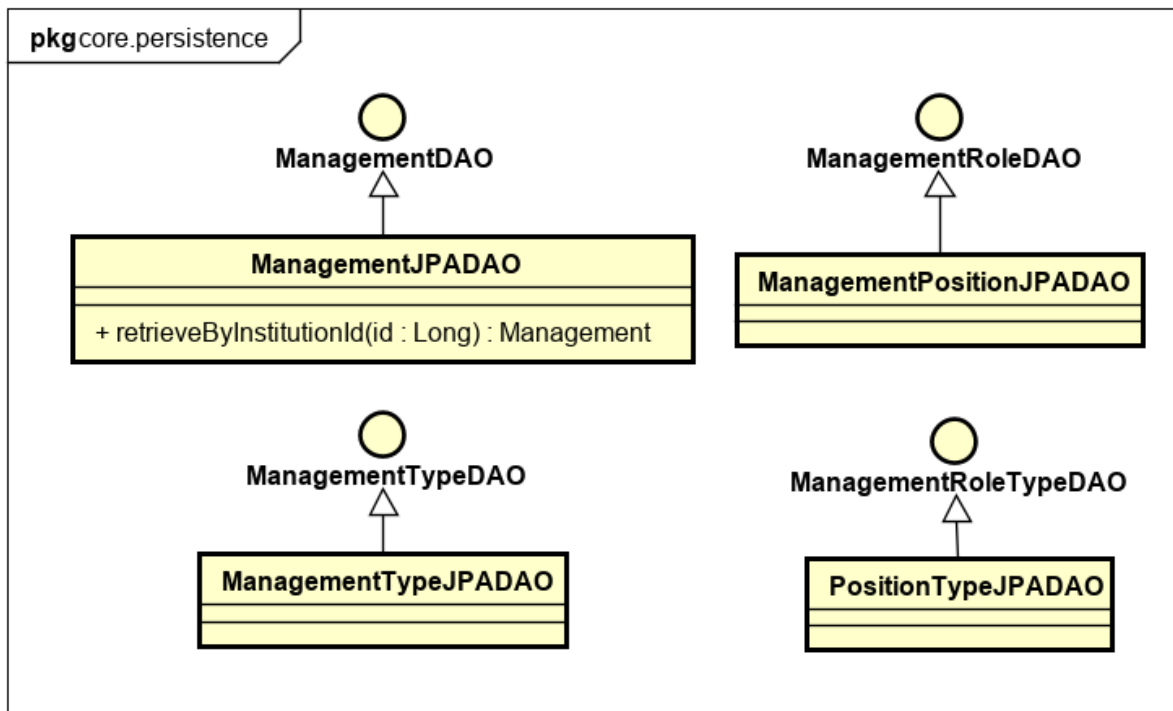 pkg core.persistence
ManagementDAO
ManagementRoleDAO
ManagementJPADAO
+ retrieveByInstitutionId(id : Long) : Management
ManagementPositionJPADAO
ManagementTypeDAO
ManagementRoleTypeDAO
ManagementTypeJPADAO
PositionTypeJPADAO